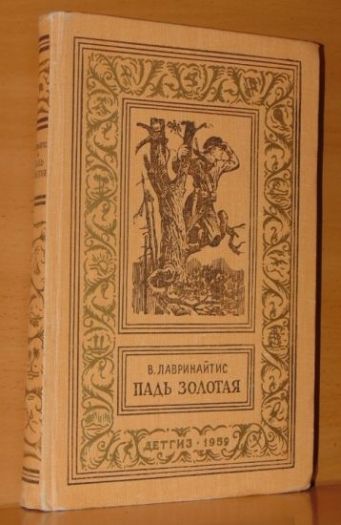 В. ЛАВРИНАЙТИС
ПАДЬ ЗОЛОТАЯ
ДЕТГИЗ · 1959